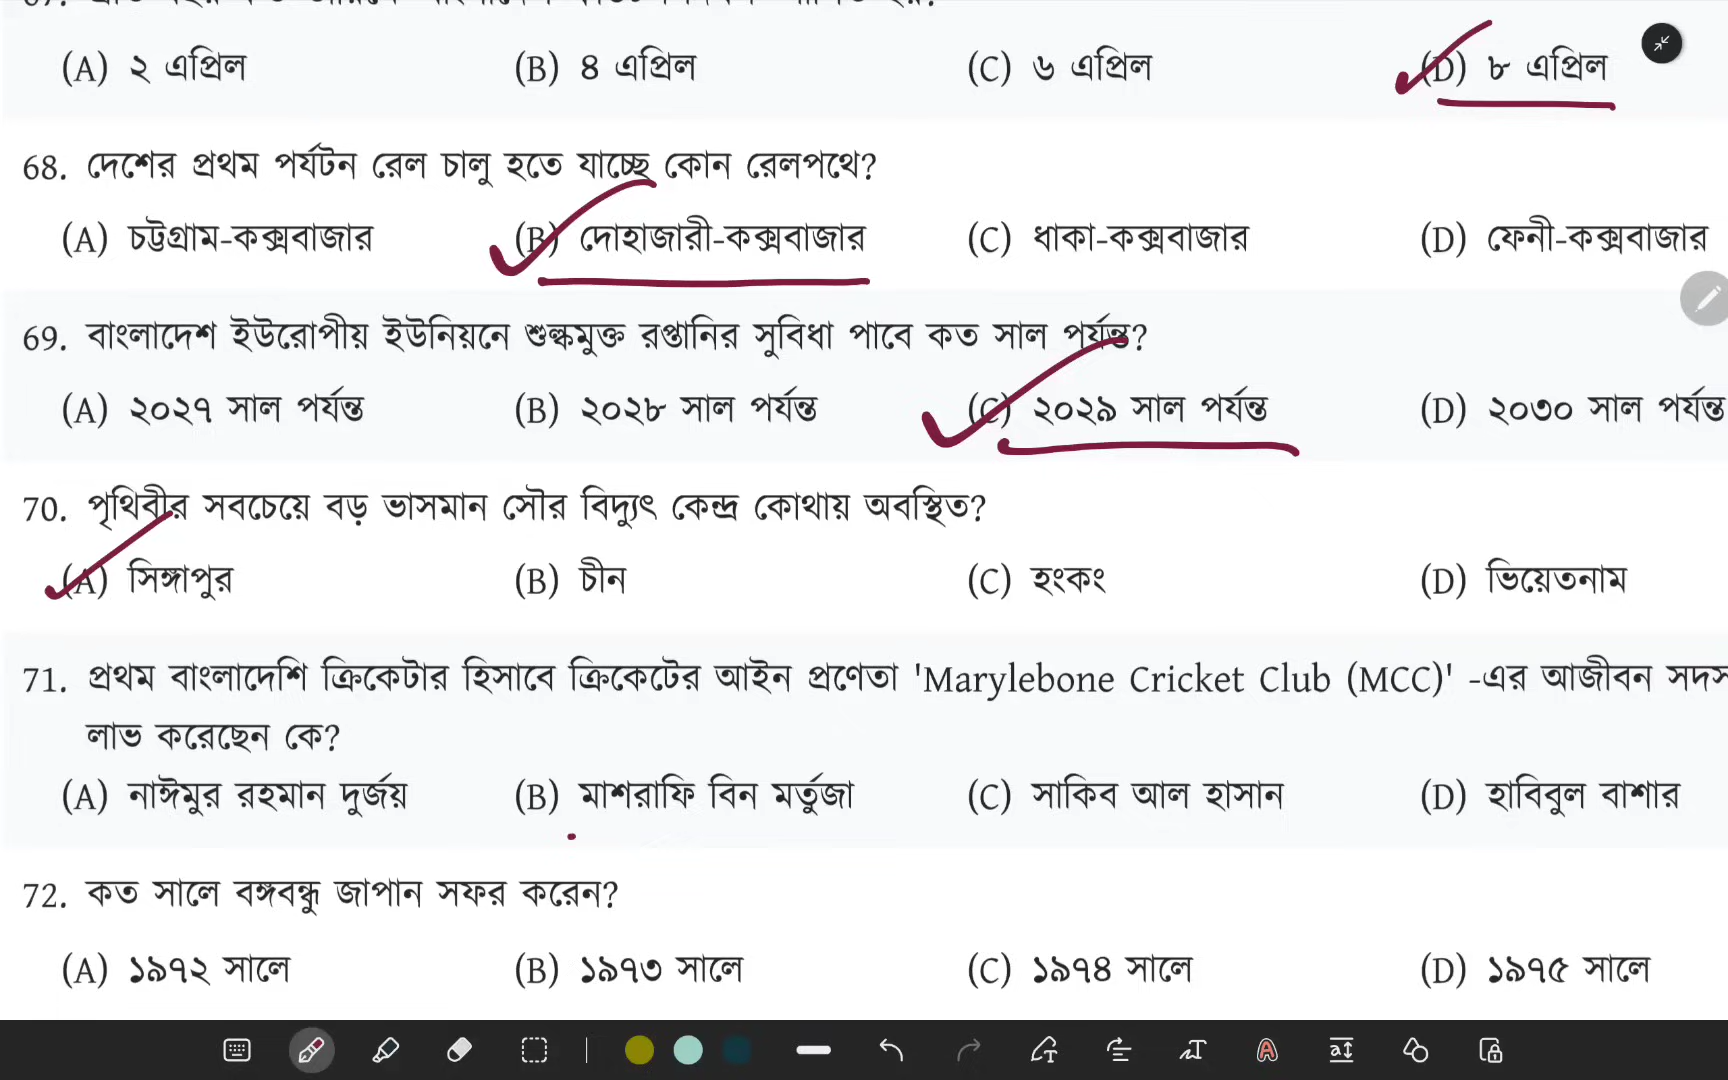 (A) ২ এপ্রিল (B) ৪ এপ্রিল (C) ৬ এপ্রিল (D) ৮ এপ্রিল
68. দেশের প্রথম পর্যটন রেল চালু হতে যাচ্ছে কোন রেলপথে?
(A) চট্টগ্রাম-কক্সবাজার (B) দোহাজারী-কক্সবাজার (C) ধাকা-কক্সবাজার (D) ফেনী-কক্সবাজার
69. বাংলাদেশ ইউরোপীয় ইউনিয়নে শুল্কমুক্ত রপ্তানির সুবিধা পাবে কত সাল পর্যন্ত?
(A) ২০২৭ সাল পর্যন্ত (B) ২০২৮ সাল পর্যন্ত (C) ২০২৯ সাল পর্যন্ত (D) ২০৩০ সাল পর্যন্ত
70. পৃথিবীর সবচেয়ে বড় ভাসমান সৌর বিদ্যুৎ কেন্দ্র কোথায় অবস্থিত?
(A) সিঙ্গাপুর (B) চীন (C) হংকং (D) ভিয়েতনাম
71. প্রথম বাংলাদেশি ক্রিকেটার হিসাবে ক্রিকেটের আইন প্রণেতা 'Marylebone Cricket Club (MCC)' -এর আজীবন
লাভ করেছেন কে?
(A) নাঈমুর রহমান দুর্জয় (B) মাশরাফি বিন মর্তুজা (C) সাকিব আল হাসান (D) হাবিবুল বাশার
72. কত সালে বঙ্গবন্ধু জাপান সফর করেন?
(A) ১৯৭২ সালে (B) ১৯৭৩ সালে (C) ১৯৭৪ সালে (D) ১৯৭৫ সালে